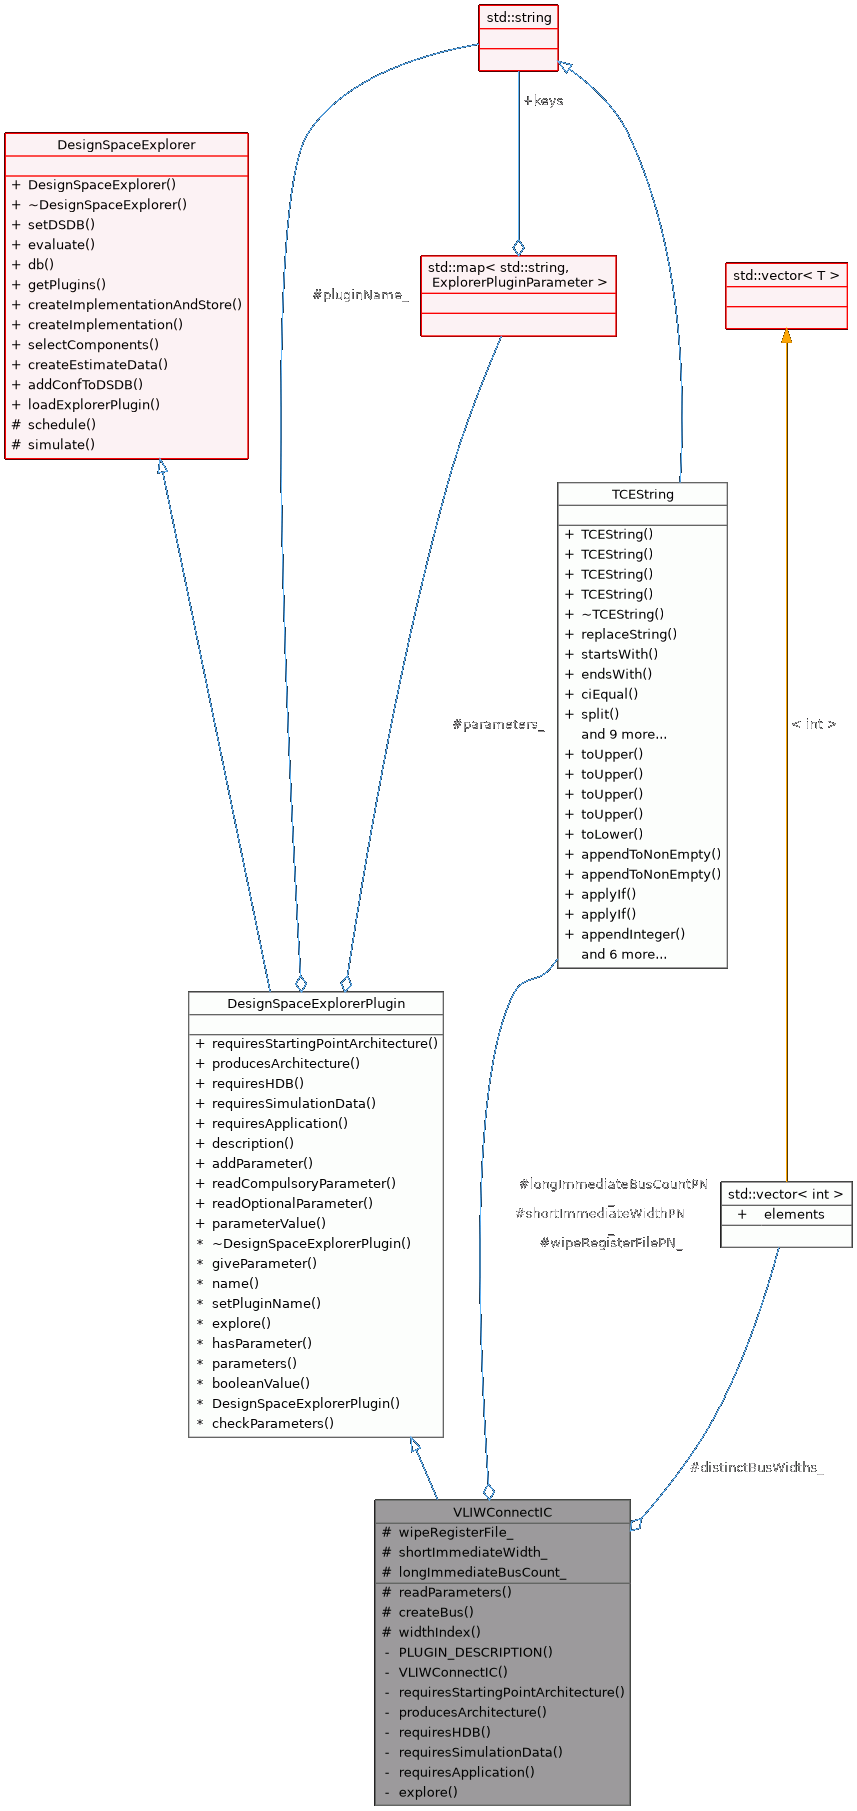 std::string
+keys
DesignSpaceExplorer
+ DesignSpaceExplorer()
+ ~DesignSpaceExplorer()
+ setDSDB()
+ evaluate()
+ db()
+ getPlugins()
+ createImplementationAndStore()
+ createImplementation()
+ selectComponents()
+ createEstimateData()
+ addConfToDSDB()
+ loadExplorerPlugin()
# schedule()
# simulate()
std::map< std::string,
ExplorerPluginParameter >
#pluginName_
std::vector< T >
TCEString
+ TCEString()
+ TCEString()
+ TCEString()
+ TCEString()
+ ~TCEString()
+ replaceString()
+ startsWith()
+ endsWith()
+ ciEqual()
+ split()
and 9 more...
+ toUpper()
+ toUpper()
+ toUpper()
+ toUpper()
+ toLower()
+ appendToNonEmpty()
+ appendToNonEmpty()
+ applyIf()
+ applyIf()
+ appendInteger()
and 6 more...
#parameters_
< int >
DesignSpaceExplorerPlugin
+ requiresStartingPointArchitecture()
+ producesArchitecture()
+ requiresHDB()
+ requiresSimulationData()
+ requiresApplication()
+ description()
+ addParameter()
+ readCompulsoryParameter()
+ readOptionalParameter()
+ parameterValue()
* ~DesignSpaceExplorerPlugin()
* giveParameter()
* name()
* setPluginName()
* explore()
* hasParameter()
* parameters()
* booleanValue()
* DesignSpaceExplorerPlugin()
* checkParameters()
#longImmediateBusCountPN
_
#shortImmediateWidthPN
_
#wipeRegisterFilePN_
std::vector< int >
+ elements
#distinctBusWidths_
VLIWConnectIC
# wipeRegisterFile_
# shortImmediateWidth_
# longImmediateBusCount_
# readParameters()
# createBus()
# widthIndex()
- PLUGIN_DESCRIPTION()
- VLIWConnectIC()
- requiresStartingPointArchitecture()
- producesArchitecture()
- requiresHDB()
- requiresSimulationData()
- requiresApplication()
- explore()